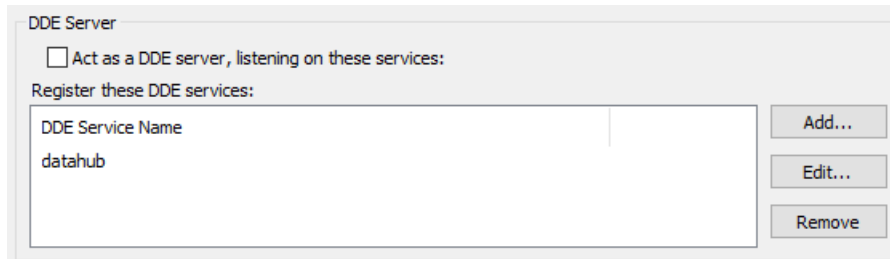 DDE Server
Act as a DDE server, listening on these services:
Register these DDE services:
DDE Service Name
datahub
Add...
Edit...
Remove